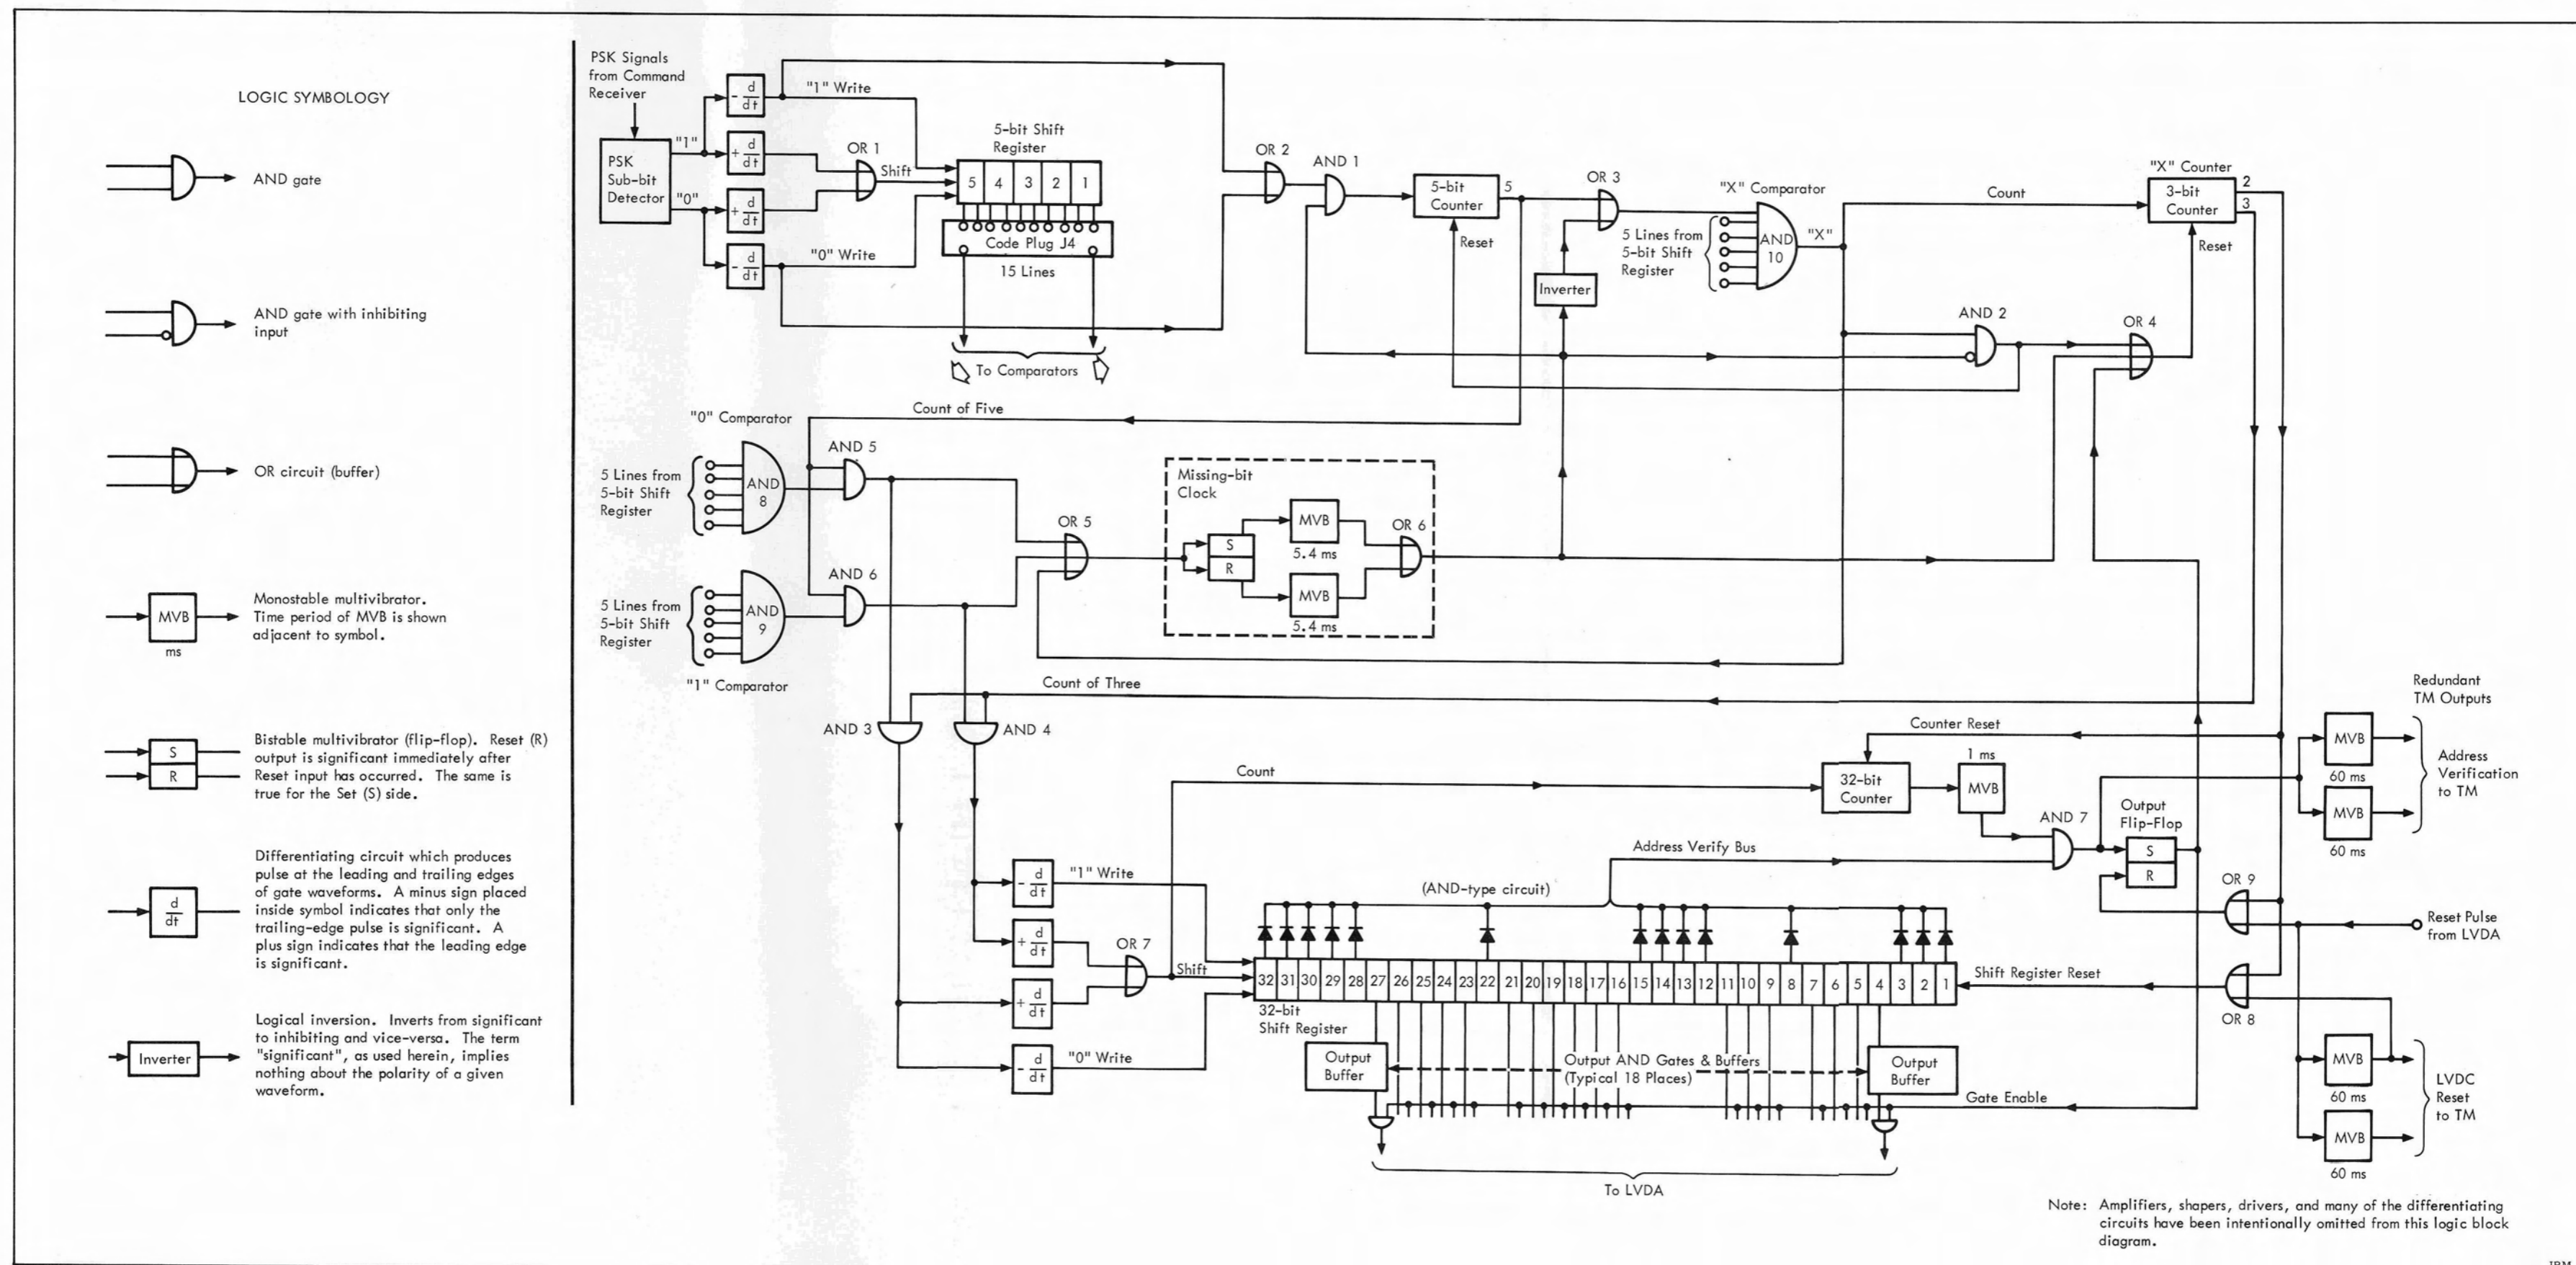 LOGIC SYMBOLOGY
AND gate
AND gate with inhibiting
input
OR circuit (buffer)
MVB
ms
Monostable multivibrator.
Time period of MVB is shown
adjacent to symbol.
S
R
Bistable multivibrator (flip-flop). Reset (R)
output is significant immediately after
Reset input has occurred. The same is
true for the Set (S) side.
d
dt
Differentiating circuit which produces
pulse at the leading and trailing edges
of gate waveforms. A minus sign placed
inside symbol indicates that only the
trailing-edge pulse is significant. A
plus sign indicates that the leading edge
is significant.
Inverter
Logical inversion. Inverts from significant
to inhibiting and vice-versa. The term
"significant", as used herein, implies
nothing about the polarity of a given
waveform.
PSK Signals
from Command
Receiver
PSK
Sub-bit
Detector
"1"
"0"
- d
dt
+ d
dt
+ d
dt
- d
dt
"1" Write
OR 1
Shift
"0" Write
5-bit Shift
Register
5 4 3 2 1
Code Plug J4
15 Lines
To Comparators
OR 2
AND 1
5-bit
Counter
5
Reset
OR 3
Inverter
"X" Comparator
5 Lines from
5-bit Shift
Register
AND
10
"X"
Count
"X" Counter
3-bit
Counter
2
3
Reset
AND 2
OR 4
Count of Five
"0" Comparator
5 Lines from
5-bit Shift
Register
AND
8
AND 5
5 Lines from
5-bit Shift
Register
AND
9
"1" Comparator
AND 6
OR 5
Missing-bit
Clock
S
R
MVB
5.4 ms
MVB
5.4 ms
OR 6
Count of Three
AND 3
AND 4
Count
Counter Reset
32-bit
Counter
1 ms
MVB
AND 7
Output
Flip-Flop
S
R
Redundant
TM Outputs
MVB
60 ms
MVB
60 ms
Address
Verification
to TM
OR 9
Reset Pulse
from LVDA
OR 8
Shift Register Reset
MVB
60 ms
MVB
60 ms
LVDC
Reset
to TM
Address Verify Bus
(AND-type circuit)
- d
dt
+ d
dt
+ d
dt
- d
dt
"1" Write
OR 7
Shift
"0" Write
32 31 30 29 28 27 26 25 24 23 22 21 20 19 18 17 16 15 14 13 12 11 10 9 8 7 6 5 4 3 2 1
32-bit
Shift Register
Output
Buffer
Output AND Gates & Buffers
(Typical 18 Places)
Output
Buffer
Gate Enable
To LVDA
Note: Amplifiers, shapers, drivers, and many of the differentiating
circuits have been intentionally omitted from this logic block
diagram.